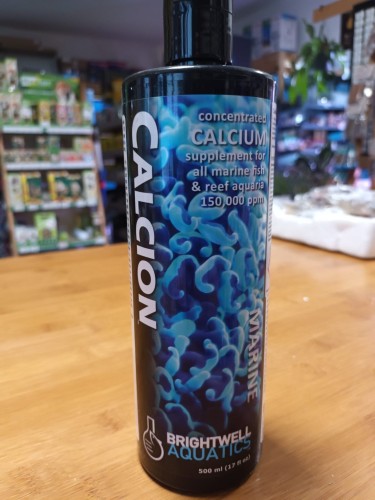 CALCION
concentrated
CALCIUM
supplement for
all marine fish
& reef aquaria
150,000 ppm
MARINE
BRIGHTWELL
AQUATICS
500 ml (17 fl oz)